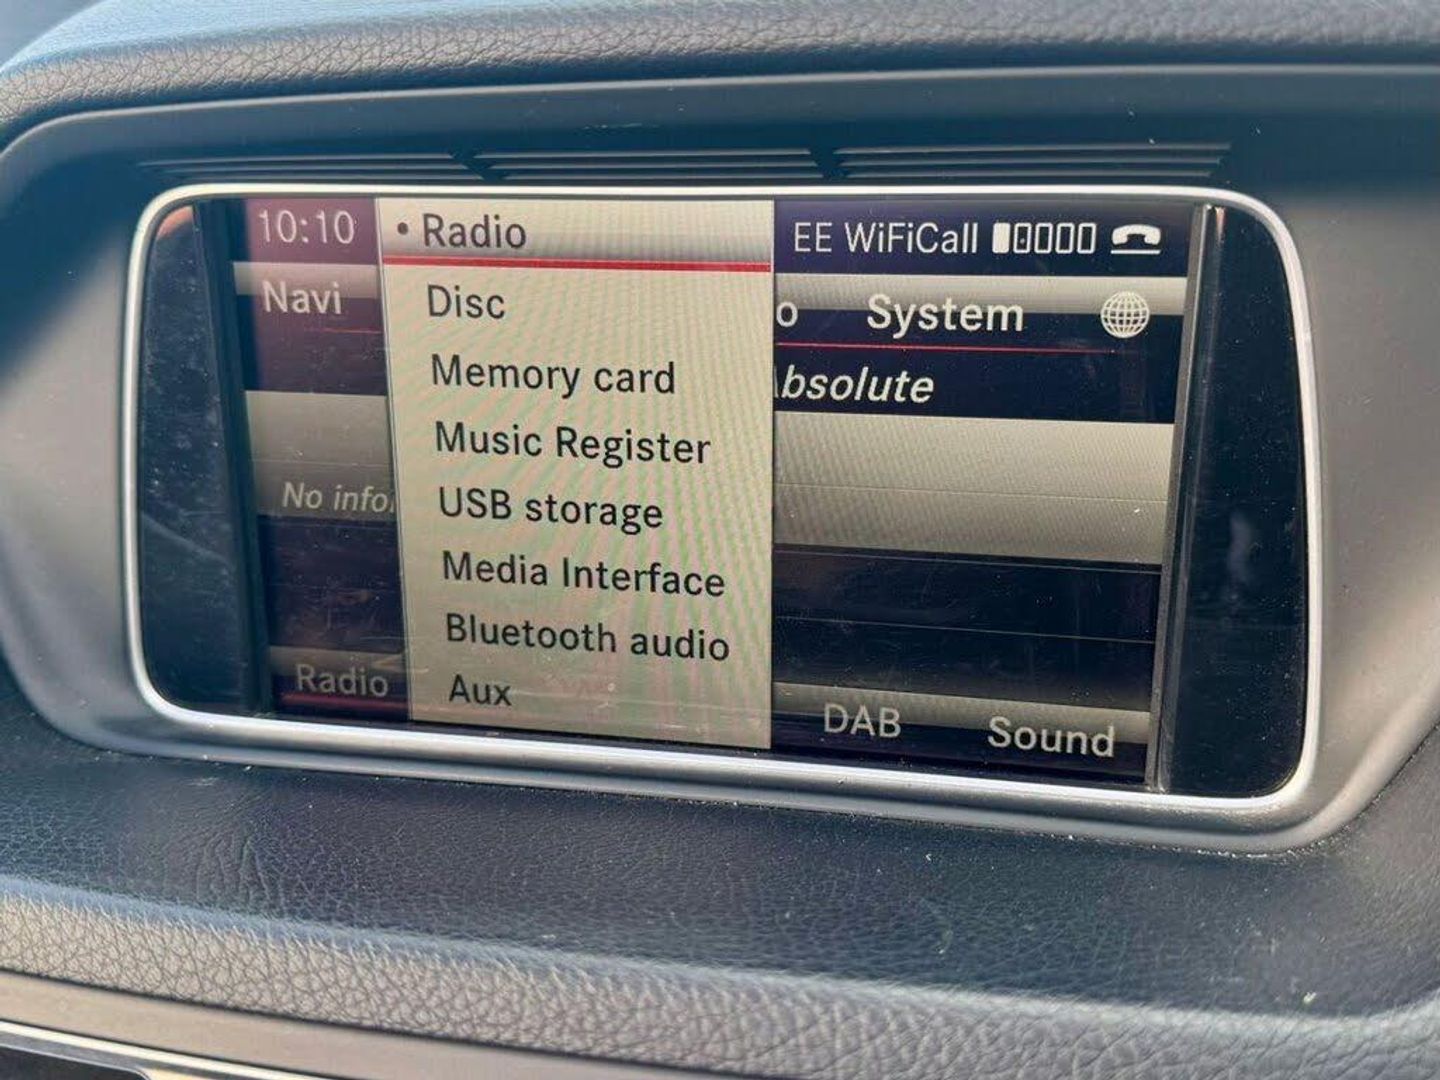 10:10
• Radio
EE WiFiCall
Navi
Disc
System
Memory card
Music Register
No
USB storage
Media Interface
Bluetooth audio
Radio
Aux
DAB
Sound